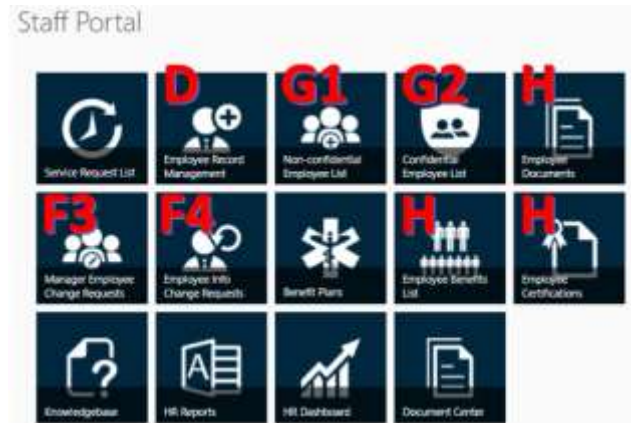 Staff Portal
D
G1
G2
H
Service Request List
Employee Record
Management
Non-confidential
Employee List
Confidential
Employee List
Employee
Documents
F3
F4
H
H
Manager Employee
Change Requests
Employee Info
Change Requests
Benefit Plans
Employee Benefits
List
Employee
Certifications
Knowledgebase
HR Reports
HR Dashboard
Document Center